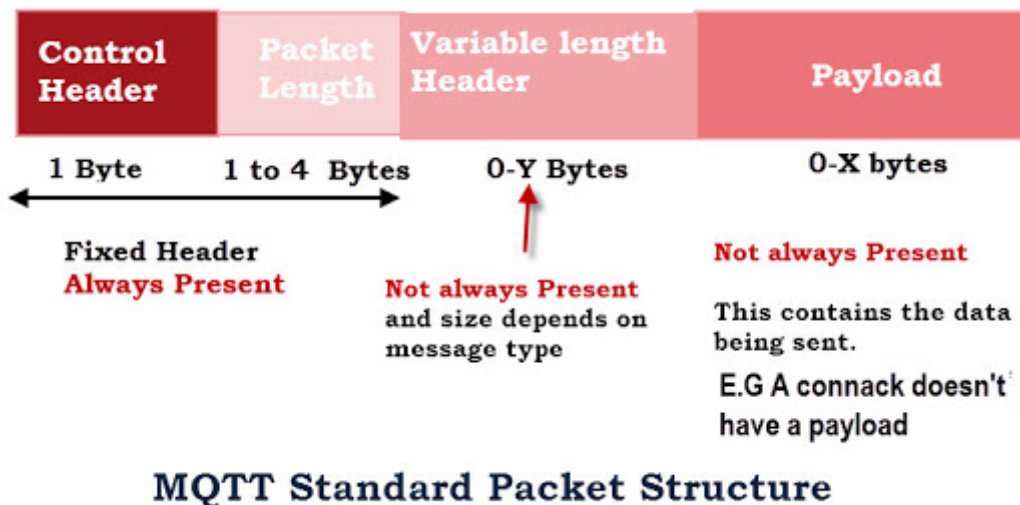 Control
Header
Packet
Length
Variable length
Header
Payload
1 Byte
1 to 4 Bytes
0-Y Bytes
0-X bytes
Fixed Header
Always Present
Not always Present
and size depends on
message type
Not always Present
This contains the data
being sent.
E.G A connack doesn't
have a payload
MQTT Standard Packet Structure